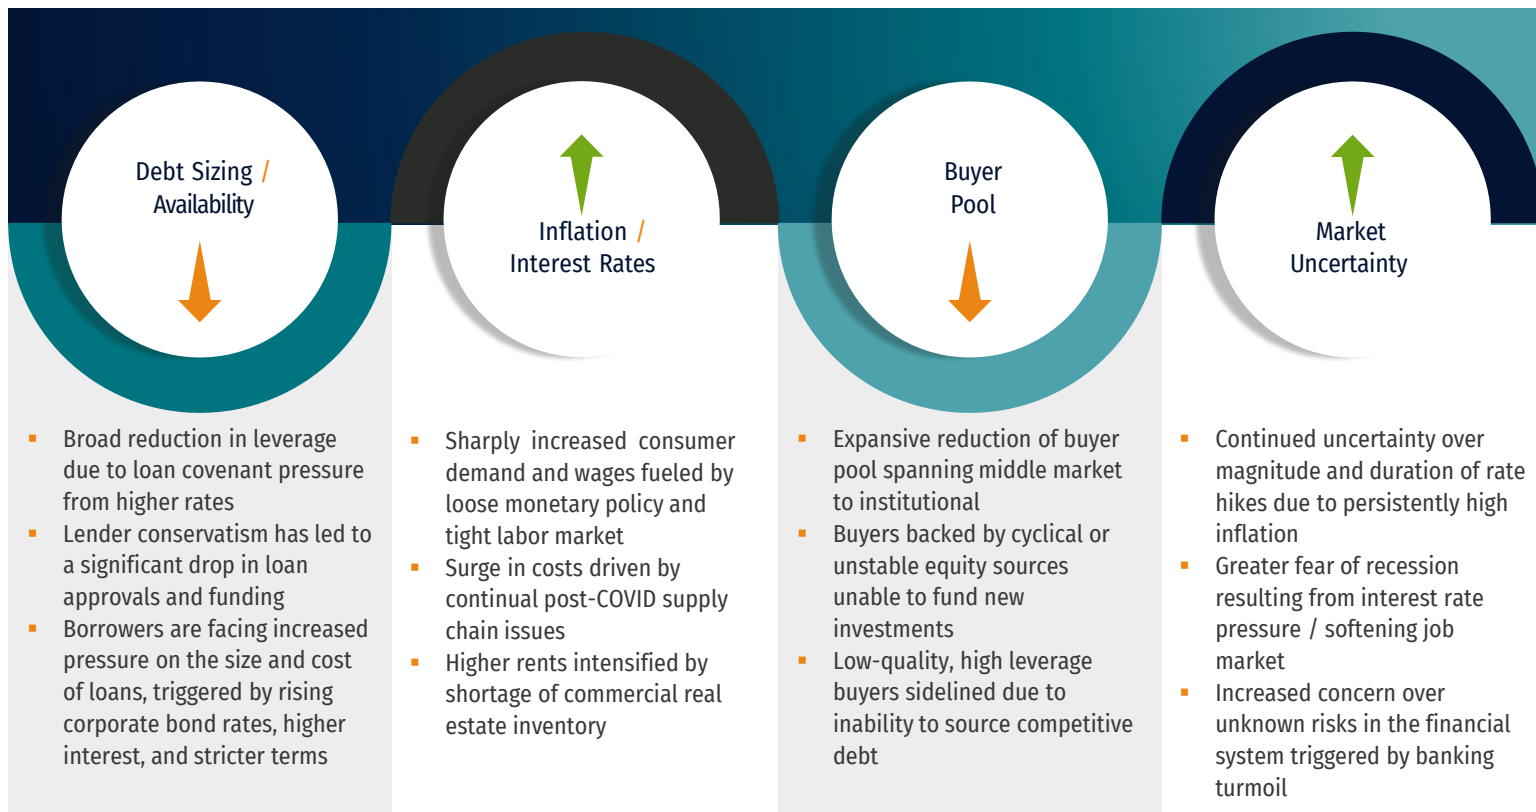 Debt Sizing /
Availability
▪ Broad reduction in leverage
due to loan covenant pressure
from higher rates
▪ Lender conservatism has led to
a significant drop in loan
approvals and funding
▪ Borrowers are facing increased
pressure on the size and cost
of loans, triggered by rising
corporate bond rates, higher
interest, and stricter terms
Inflation /
Interest Rates
▪ Sharply increased consumer
demand and wages fueled by
loose monetary policy and
tight labor market
▪ Surge in costs driven by
continual post-COVID supply
chain issues
▪ Higher rents intensified by
shortage of commercial real
estate inventory
Buyer
Pool
▪ Expansive reduction of buyer
pool spanning middle market
to institutional
▪ Buyers backed by cyclical or
unstable equity sources
unable to fund new
investments
▪ Low-quality, high leverage
buyers sidelined due to
inability to source competitive
debt
Market
Uncertainty
▪ Continued uncertainty over
magnitude and duration of rate
hikes due to persistently high
inflation
▪ Greater fear of recession
resulting from interest rate
pressure / softening job
market
▪ Increased concern over
unknown risks in the financial
system triggered by banking
turmoil